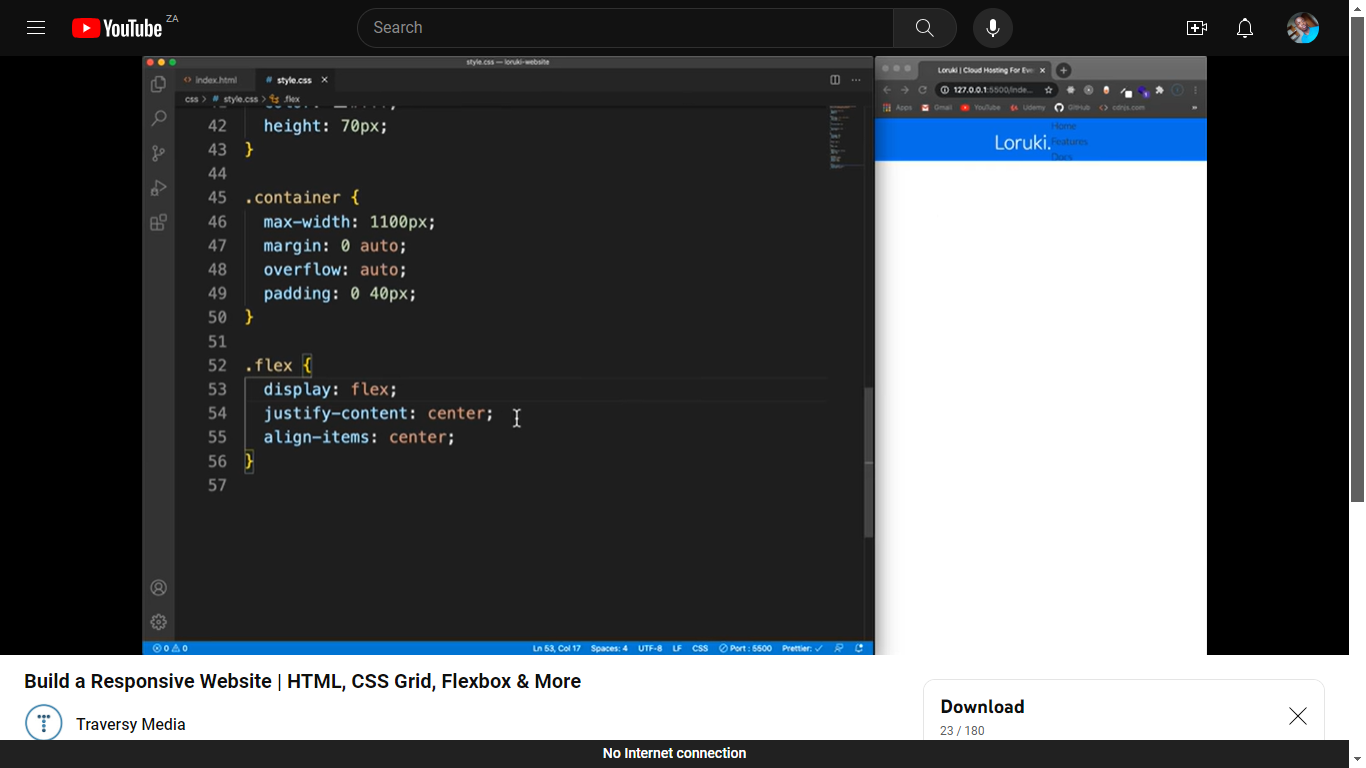 YouTube ZA
Search
style.css — loruki-website
index.html
# style.css ×
css > # style.css > .flex
42 height: 70px;
43 }
44
45 .container {
46 max-width: 1100px;
47 margin: 0 auto;
48 overflow: auto;
49 padding: 0 40px;
50 }
51
52 .flex {
53 display: flex;
54 justify-content: center;
55 align-items: center;
56 }
57
0 0
Ln 53, Col 17 Spaces: 4 UTF-8 LF CSS Port : 5500 Prettier: ✓
Loruki | Cloud Hosting For Eve
127.0.0.1:5500/inde...
Apps Gmail YouTube Udemy GitHub cdnjs.com »
Loruki.
Home
Features
Docs
Build a Responsive Website | HTML, CSS Grid, Flexbox & More
Traversy Media
Download
23 / 180
No Internet connection